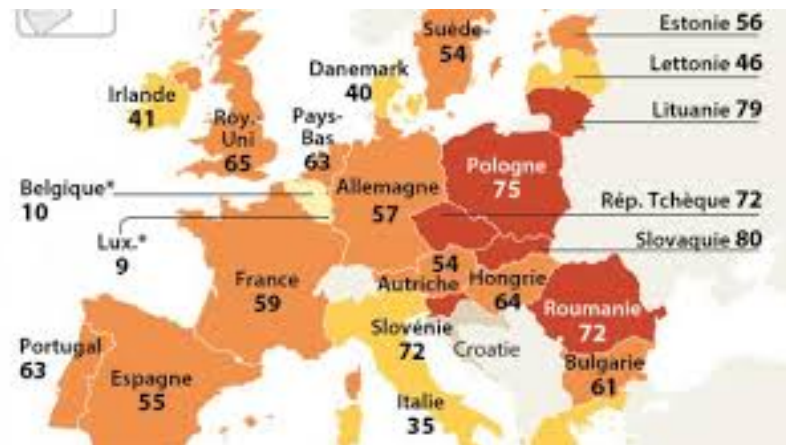 Suède
54
Estonie 56
Lettonie 46
Lituanie 79
Danemark
40
Irlande
41
Roy.-
Uni
65
Pays-
Bas
63
Pologne
75
Belgique*
10
Allemagne
57
Rép. Tchèque 72
Slovaquie 80
Lux.*
9
France
59
54
Autriche
Hongrie
64
Roumanie
72
Slovénie
72
Croatie
Bulgarie
61
Portugal
63
Espagne
55
Italie
35